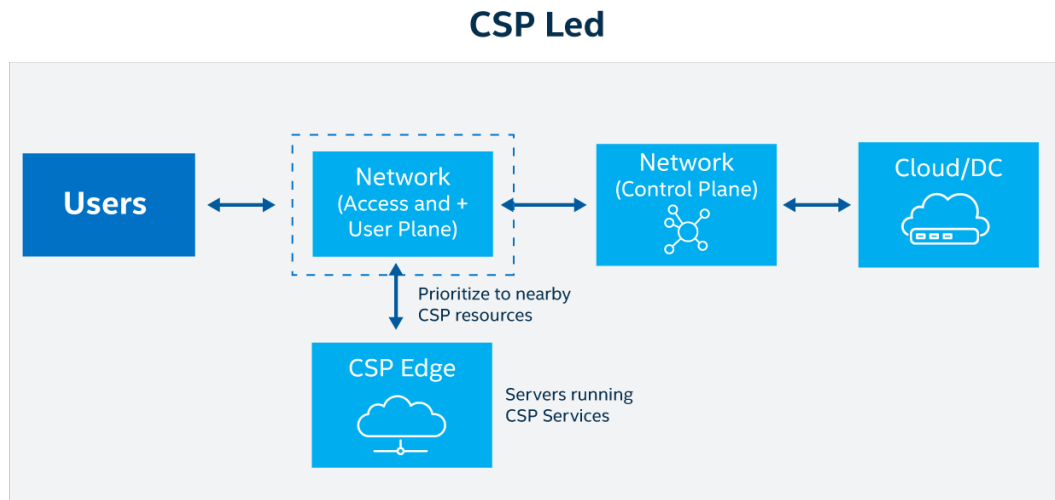 CSP Led
Users
Network
(Access and +
User Plane)
Network
(Control Plane)
Cloud/DC
Prioritize to nearby
CSP resources
CSP Edge
Servers running
CSP Services